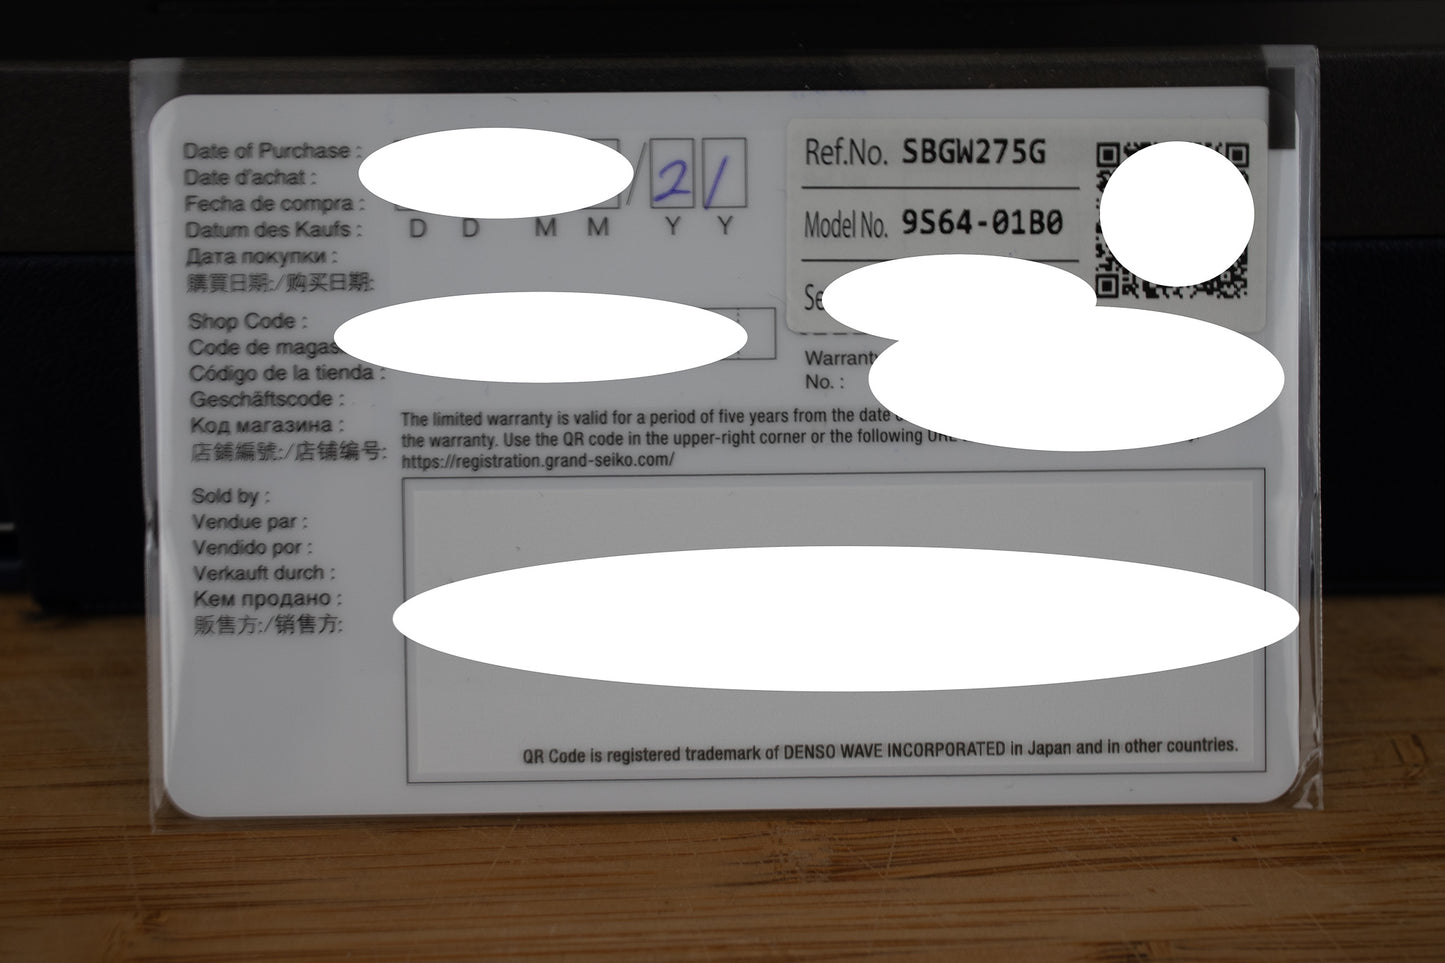 Date of Purchase :
Date d'achat :
Fecha de compra :
Datum des Kaufs :
Дата покупки :
購買日期:/购买日期:
/ 2 1
D D M M Y Y
Shop Code :
Code de magas
Código de la tienda :
Geschäftscode :
Код магазина :
店鋪編號:/店铺编号:
Sold by :
Vendue par :
Vendido por :
Verkauft durch :
Кем продано :
販售方:/销售方:
Ref.No. SBGW275G
Model No. 9S64-01B0
Se
Warranty
No. :
The limited warranty is valid for a period of five years from the date
the warranty. Use the QR code in the upper-right corner or the following
https://registration.grand-seiko.com/
QR Code is registered trademark of DENSO WAVE INCORPORATED in Japan and in other countries.